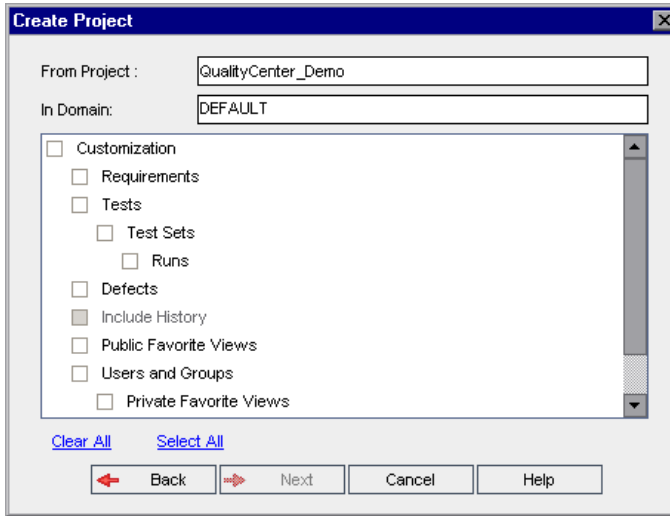 Create Project
From Project : QualityCenter_Demo
In Domain: DEFAULT
Customization
Requirements
Tests
Test Sets
Runs
Defects
Include History
Public Favorite Views
Users and Groups
Private Favorite Views
Clear All Select All
Back Next Cancel Help